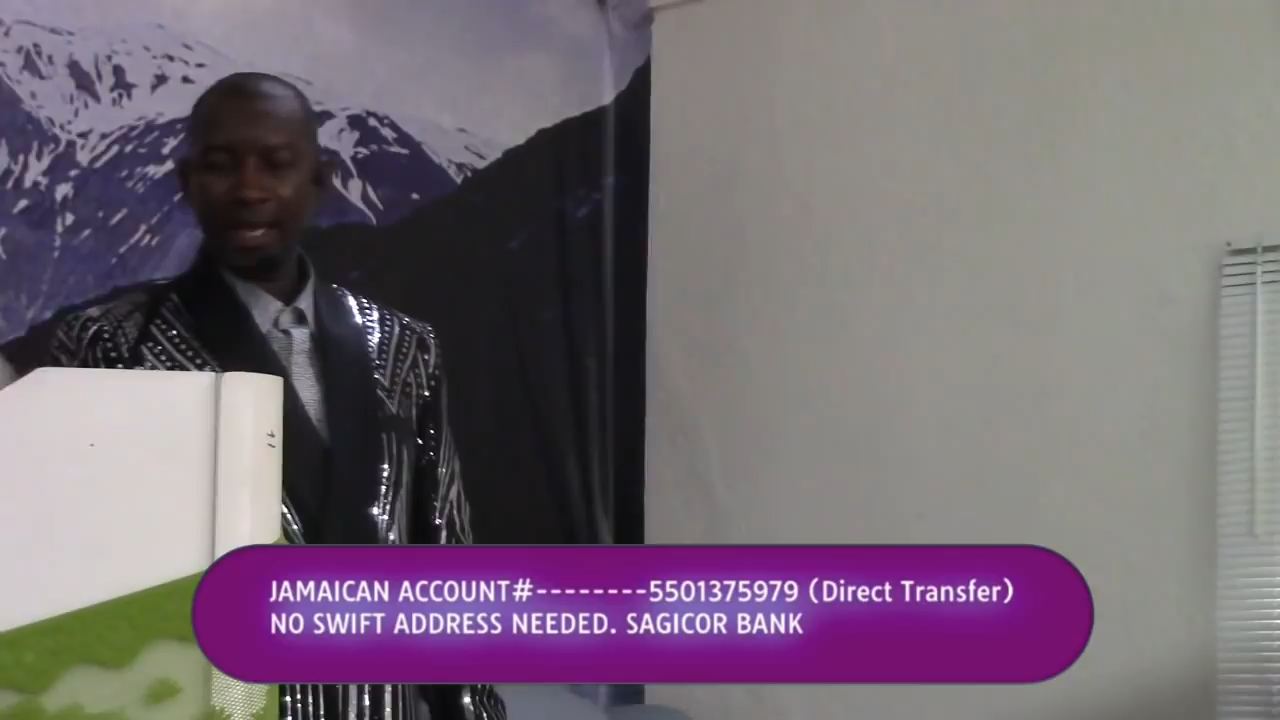 JAMAICAN ACCOUNT#--------5501375979 (Direct Transfer)
NO SWIFT ADDRESS NEEDED. SAGICOR BANK